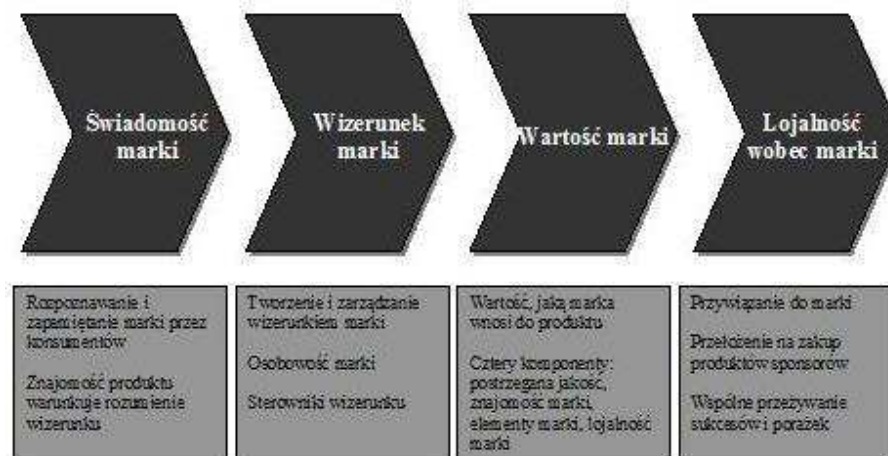 Świadomość
marki
Wizerunek
marki
Wartość marki
Lojalność
wobec marki
Rozpoznawanie i
zapamiętanie marki przez
konsumentów
Znajomość produktu
warunkuje rozumienie
wizerunku
Tworzenie i zarządzanie
wizerunkiem marki
Osobowość marki
Sterowniki wizerunku
Wartość, jaką marka
wnosi do produktu
Cztery komponenty:
postrzegana jakość,
znajomość marki,
elementy marki, lojalność
marki
Przywiązanie do marki
Przełożenie na zakup
produktów sponsorów
Wspólne przeżywanie
sukcesów i porażek